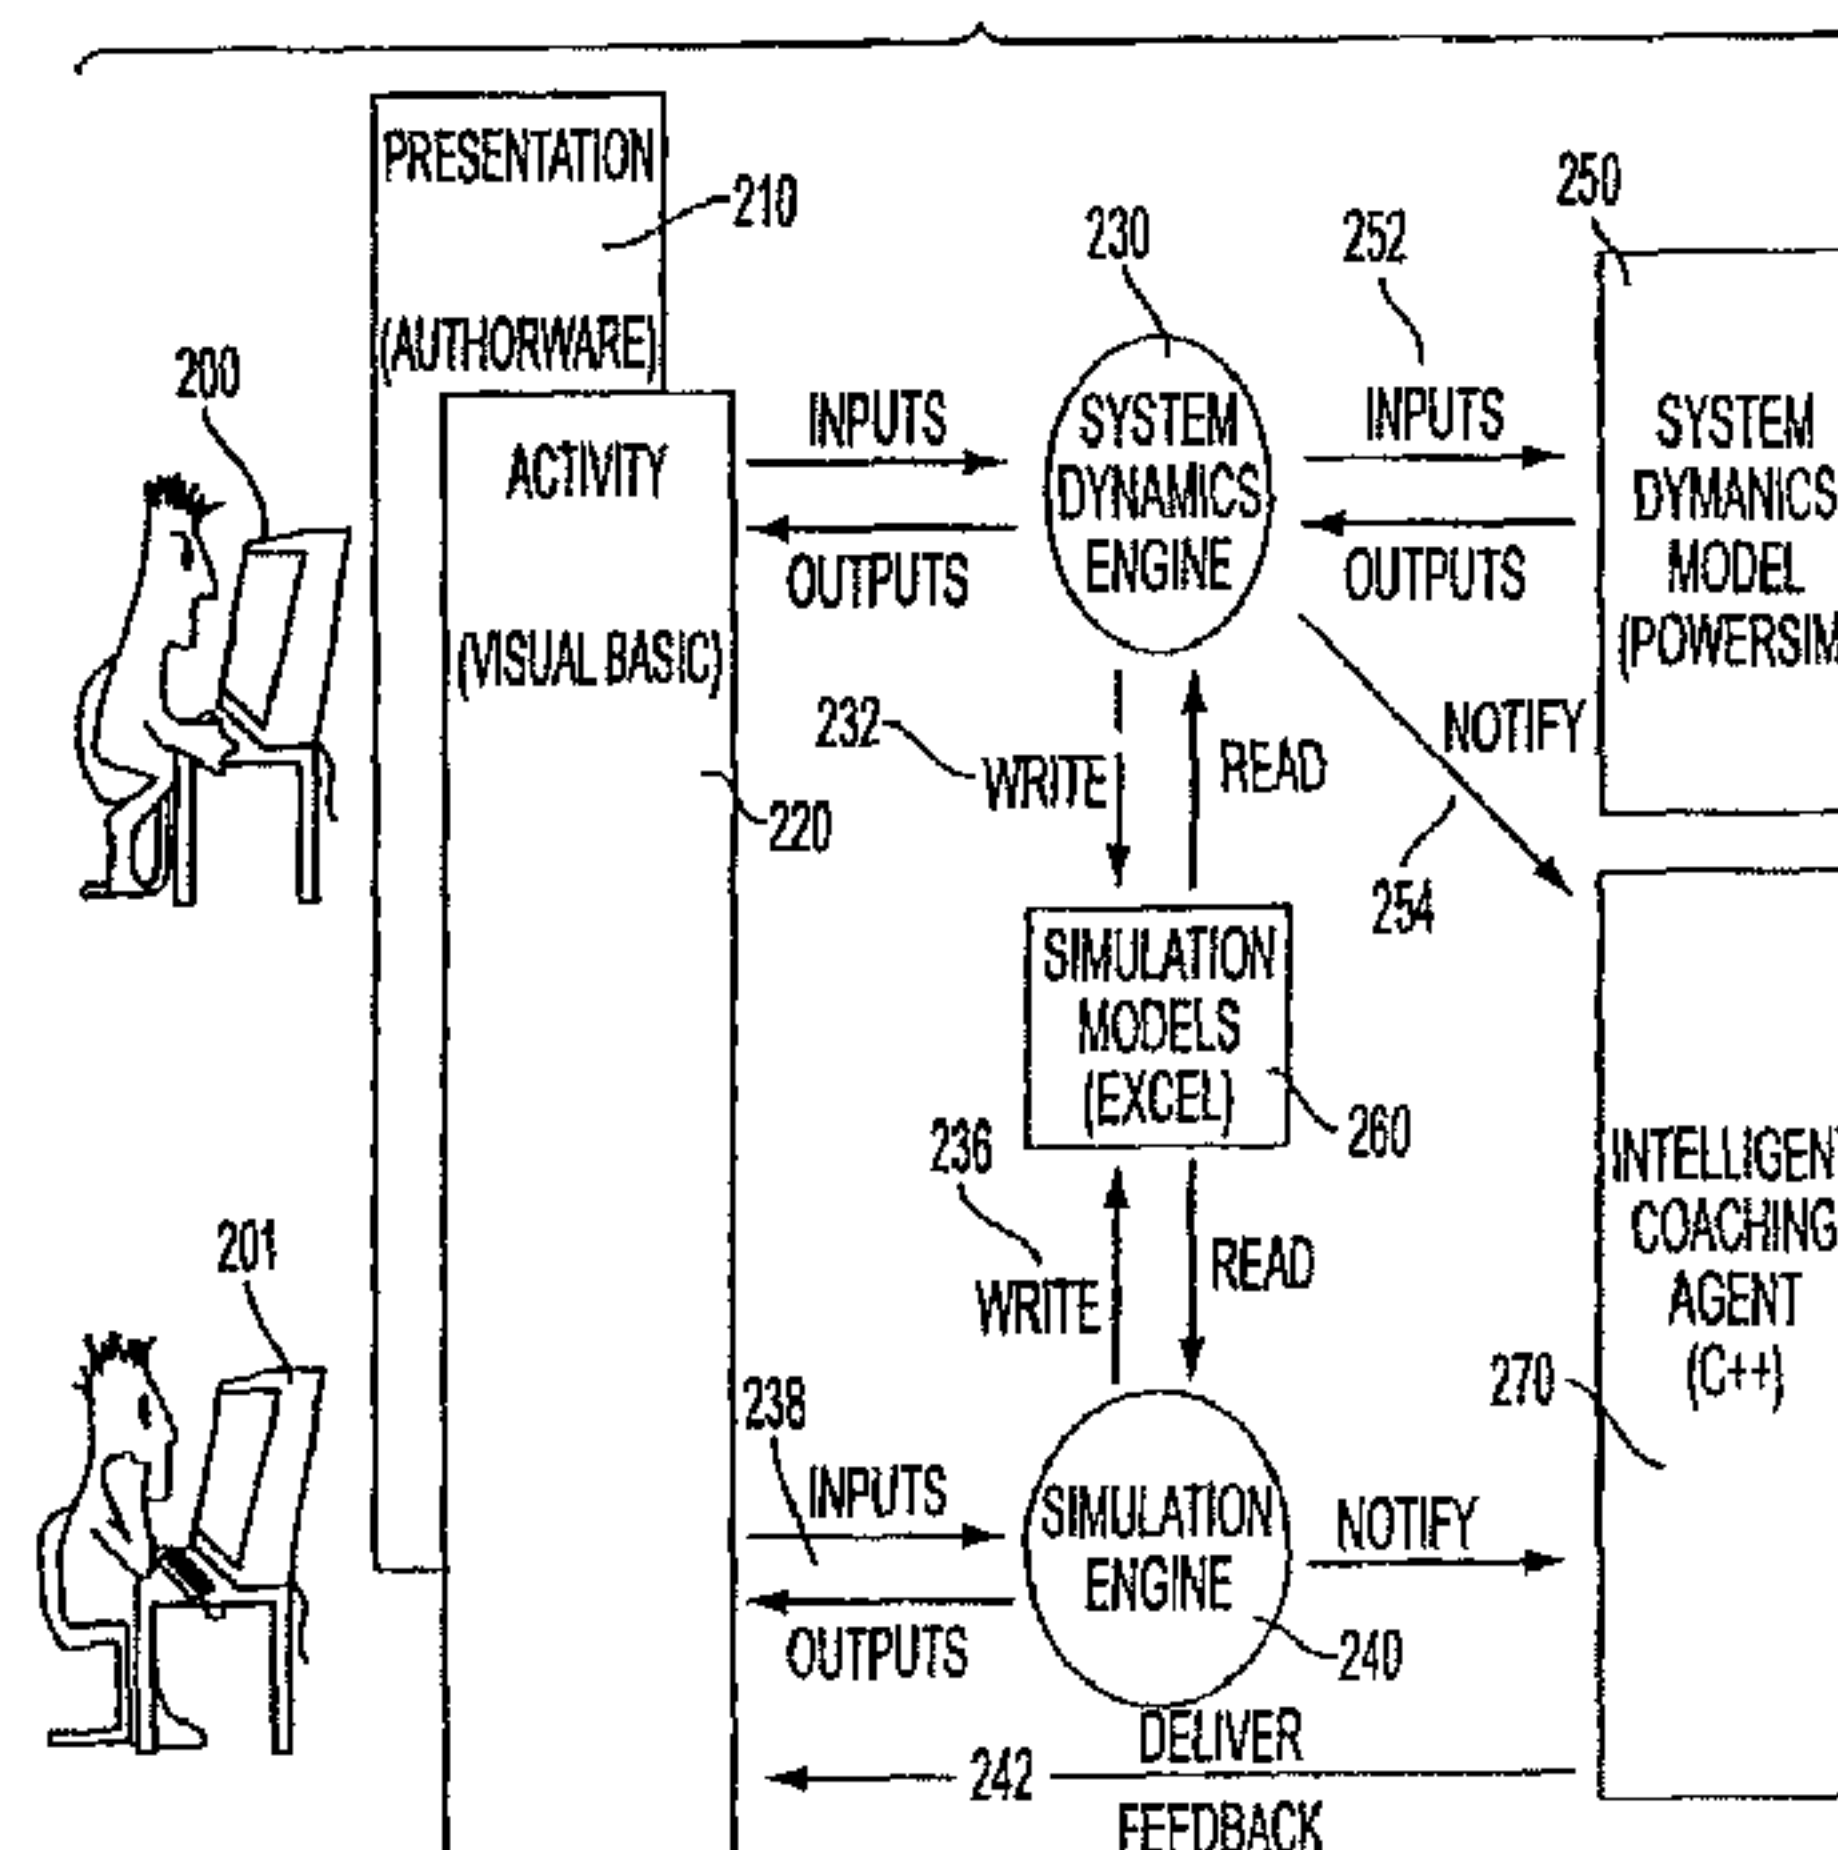 PRESENTATION
210
(AUTHORWARE)
200
ACTIVITY
(VISUAL BASIC)
220
201
INPUTS
OUTPUTS
230
SYSTEM
DYNAMICS
ENGINE
252
INPUTS
OUTPUTS
250
SYSTEM
DYMANICS
MODEL
(POWERSIM
232
WRITE
READ
NOTIFY
254
SIMULATION
MODELS
(EXCEL)
260
236
WRITE
READ
INTELLIGENT
COACHING
AGENT
(C++)
270
238
INPUTS
OUTPUTS
SIMULATION
ENGINE
240
NOTIFY
DELIVER
242
FEEDBACK